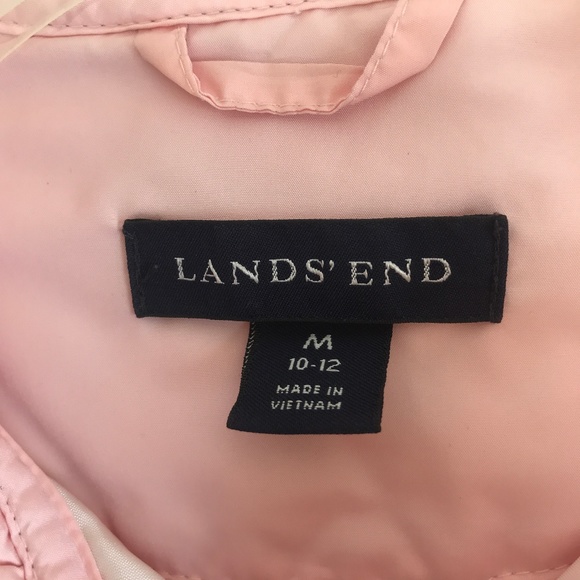 LANDS' END
M
10-12
MADE IN
VIETNAM